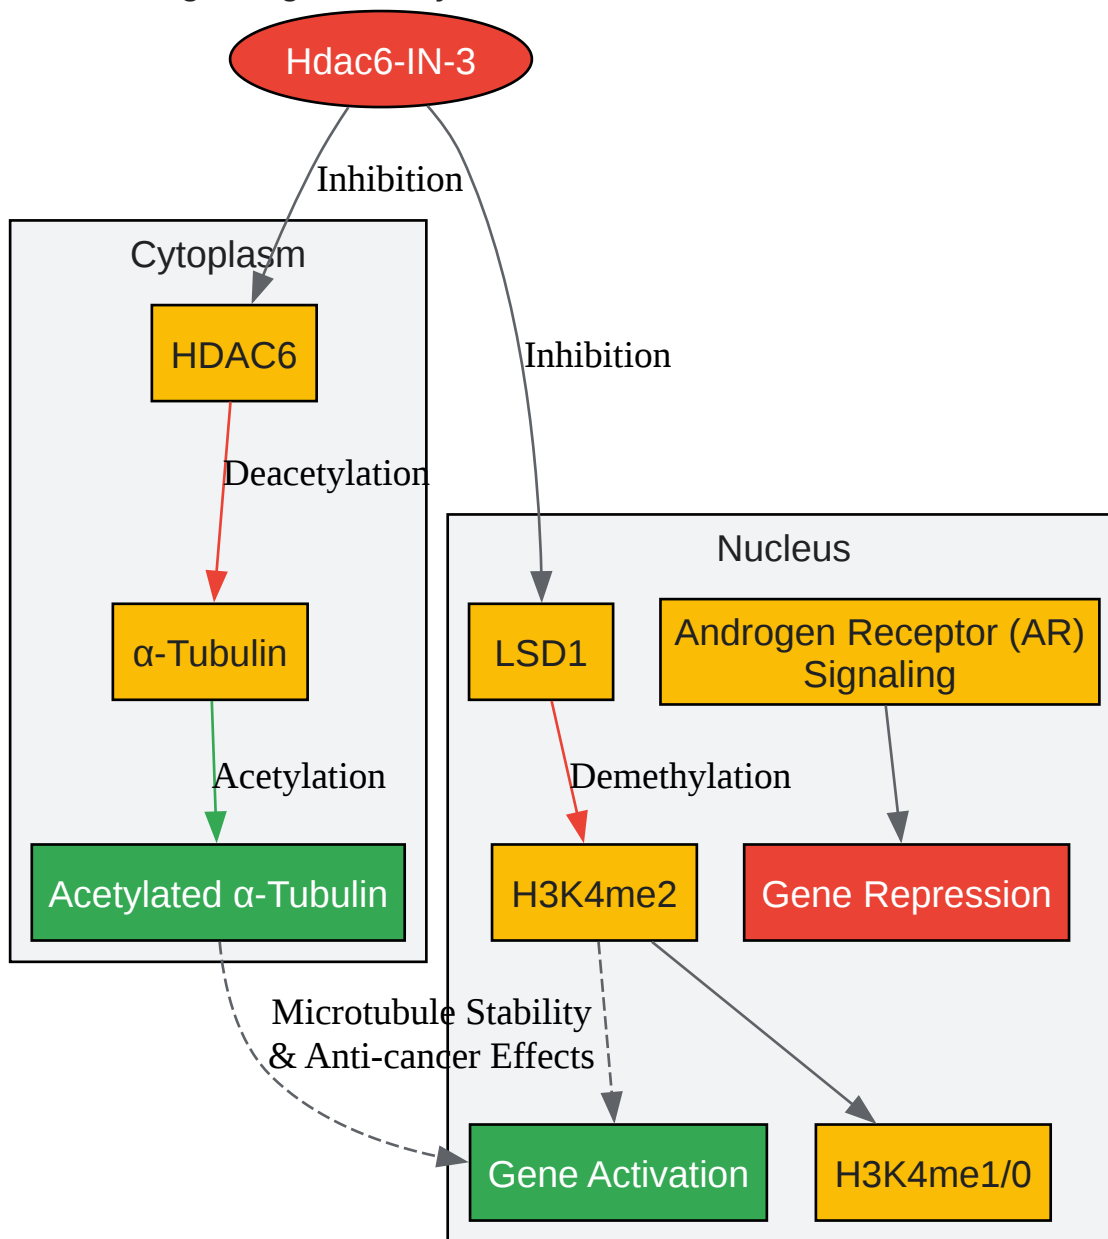 Hdac6-IN-3
Inhibition
Cytoplasm
HDAC6
Inhibition
Deacetylation
Nucleus
α-Tubulin
LSD1
Androgen Receptor (AR)
Signaling
Acetylation
Demethylation
Acetylated α-Tubulin
H3K4me2
Gene Repression
Microtubule Stability
& Anti-cancer Effects
Gene Activation
H3K4me1/0